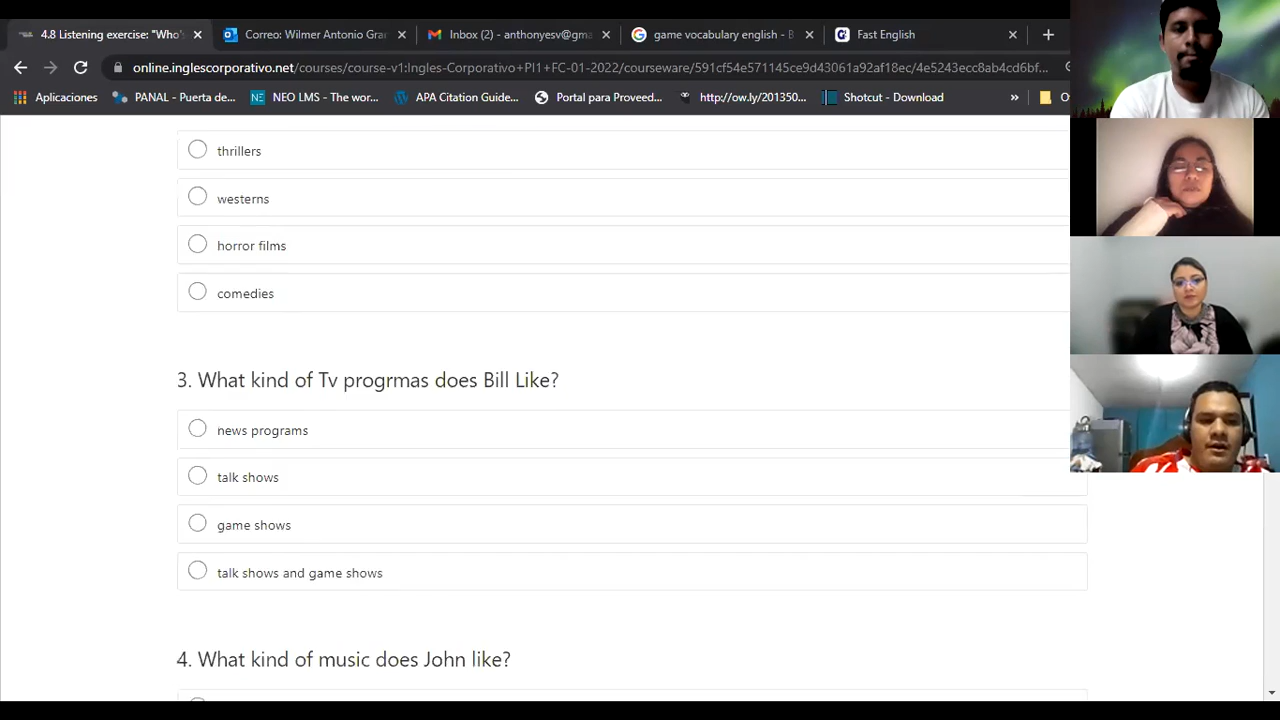 4.8 Listening exercise: "Who's
Correo: Wilmer Antonio Gra
Inbox (2) - anthonyesv@gma
game vocabulary english - B
Fast English
online.inglescorporativo.net/courses/course-v1:Ingles-Corporativo+PI1+FC-01-2022/courseware/591cf54e571145ce9d43061a92af18ec/4e5243ecc8ab4cd6bf...
Aplicaciones
PANAL - Puerta de...
NEO LMS - The wor...
APA Citation Guide...
Portal para Proveed...
http://ow.ly/201350...
Shotcut - Download
»
thrillers
westerns
horror films
comedies
3. What kind of Tv progrmas does Bill Like?
news programs
talk shows
game shows
talk shows and game shows
4. What kind of music does John like?